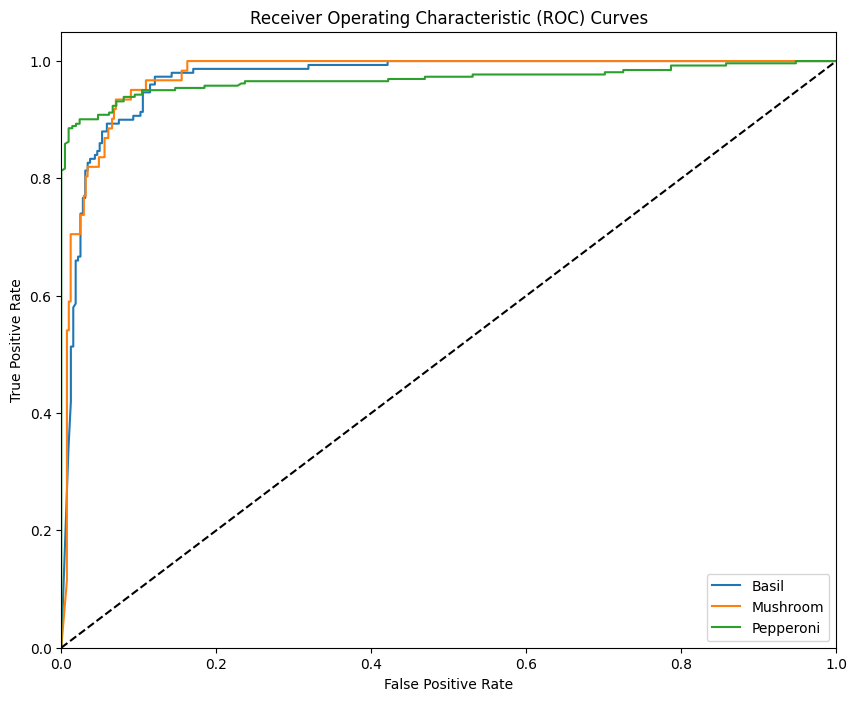 Receiver Operating Characteristic (ROC) Curves
1.0
0.8
0.6
0.4
0.2
0.0
True Positive Rate
0.0 0.2 0.4 0.6 0.8 1.0
False Positive Rate
Basil
Mushroom
Pepperoni